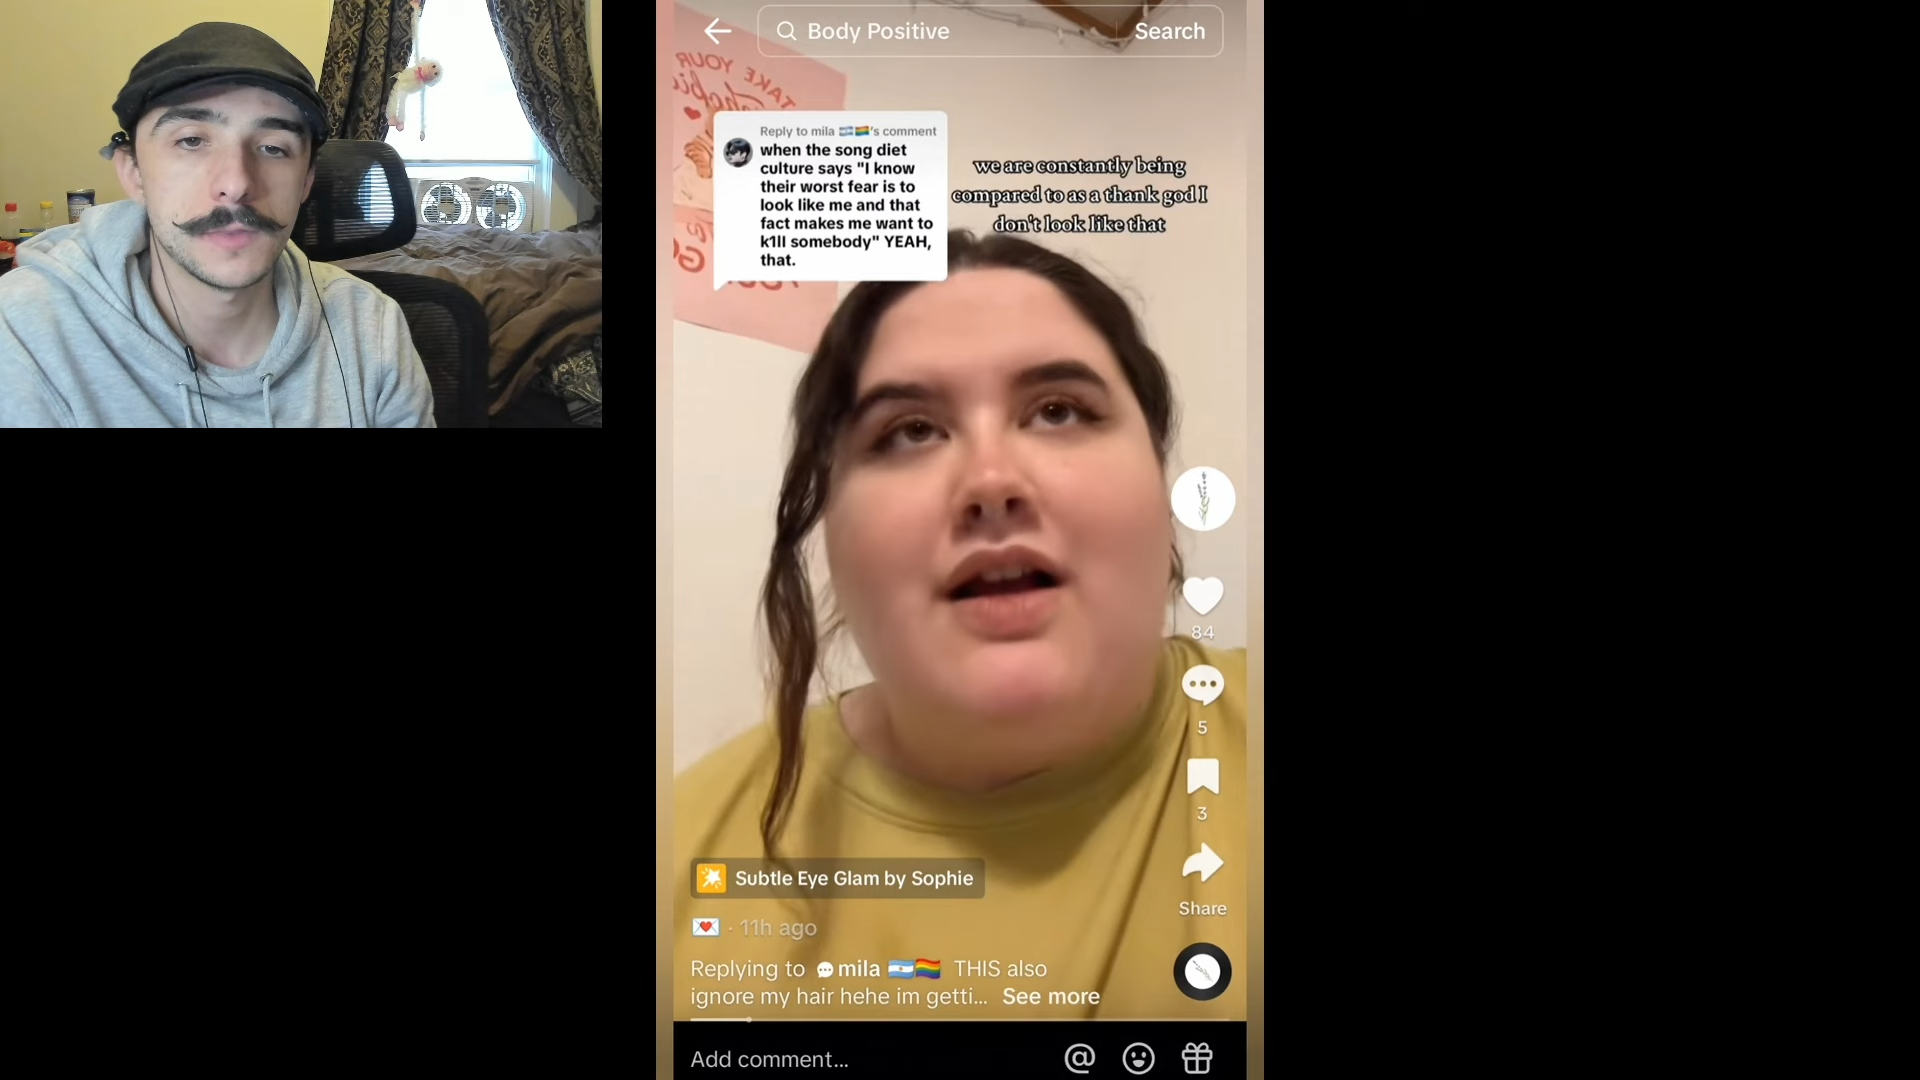 Body Positive
Search
TAKE YOUR
Reply to mila 🇦🇷🏳️‍🌈's comment
when the song diet
culture says "I know
their worst fear is to
look like me and that
fact makes me want to
k1ll somebody" YEAH,
that.
we are constantly being
compared to as a thank god I
don't look like that
84
5
3
Share
Subtle Eye Glam by Sophie
💌 · 11h ago
Replying to 💬mila 🇦🇷🏳️‍🌈 THIS also
ignore my hair hehe im getti... See more
Add comment...
@